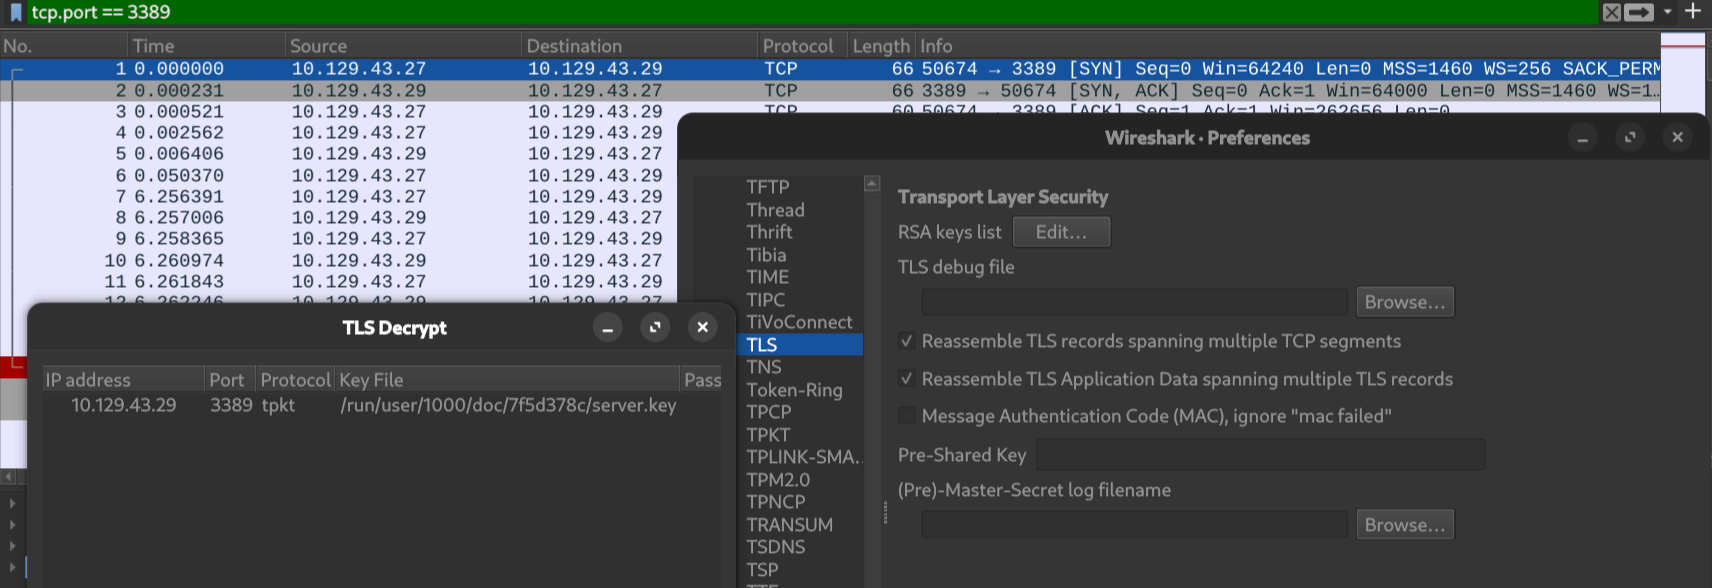 tcp.port == 3389
No. Time Source Destination Protocol Length Info
1 0.000000 10.129.43.27 10.129.43.29 TCP 66 50674 → 3389 [SYN] Seq=0 Win=64240 Len=0 MSS=1460 WS=256 SACK_PERM
2 0.000231 10.129.43.29 10.129.43.27 TCP 66 3389 → 50674 [SYN, ACK] Seq=0 Ack=1 Win=64000 Len=0 MSS=1460 WS=1…
3 0.000521 10.129.43.27 10.129.43.29 TCP 60 50674 → 3389 [ACK] Seq=1 Ack=1 Win=262656 Len=0
4 0.002562 10.129.43.27 10.129.43.29
5 0.006406 10.129.43.29 10.129.43.27
6 0.050370 10.129.43.27 10.129.43.29
7 6.256391 10.129.43.27 10.129.43.29
8 6.257006 10.129.43.29 10.129.43.27
9 6.258365 10.129.43.27 10.129.43.29
10 6.260974 10.129.43.29 10.129.43.27
11 6.261843 10.129.43.27 10.129.43.29
12 6.262246 10.129.43.29 10.129.43.27
Wireshark · Preferences
TFTP
Thread
Thrift
Tibia
TIME
TIPC
TiVoConnect
TLS
TNS
Token-Ring
TPCP
TPKT
TPLINK-SMA…
TPM2.0
TPNCP
TRANSUM
TSDNS
TSP
Transport Layer Security
RSA keys list Edit…
TLS debug file
Browse…
✓ Reassemble TLS records spanning multiple TCP segments
✓ Reassemble TLS Application Data spanning multiple TLS records
Message Authentication Code (MAC), ignore "mac failed"
Pre-Shared Key
(Pre)-Master-Secret log filename
Browse…
TLS Decrypt
IP address Port Protocol Key File Pass
10.129.43.29 3389 tpkt /run/user/1000/doc/7f5d378c/server.key